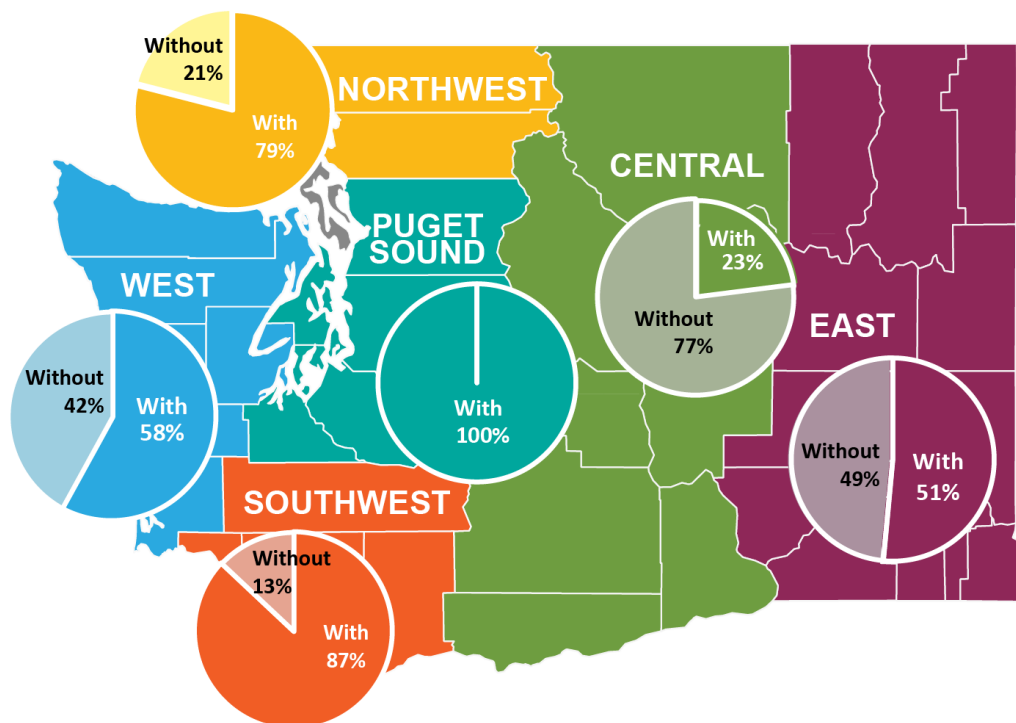 Without
21%
With
79%
NORTHWEST
CENTRAL
PUGET
SOUND
With
23%
Without
77%
WEST
EAST
Without
42%
With
58%
With
100%
Without
49%
With
51%
SOUTHWEST
Without
13%
With
87%